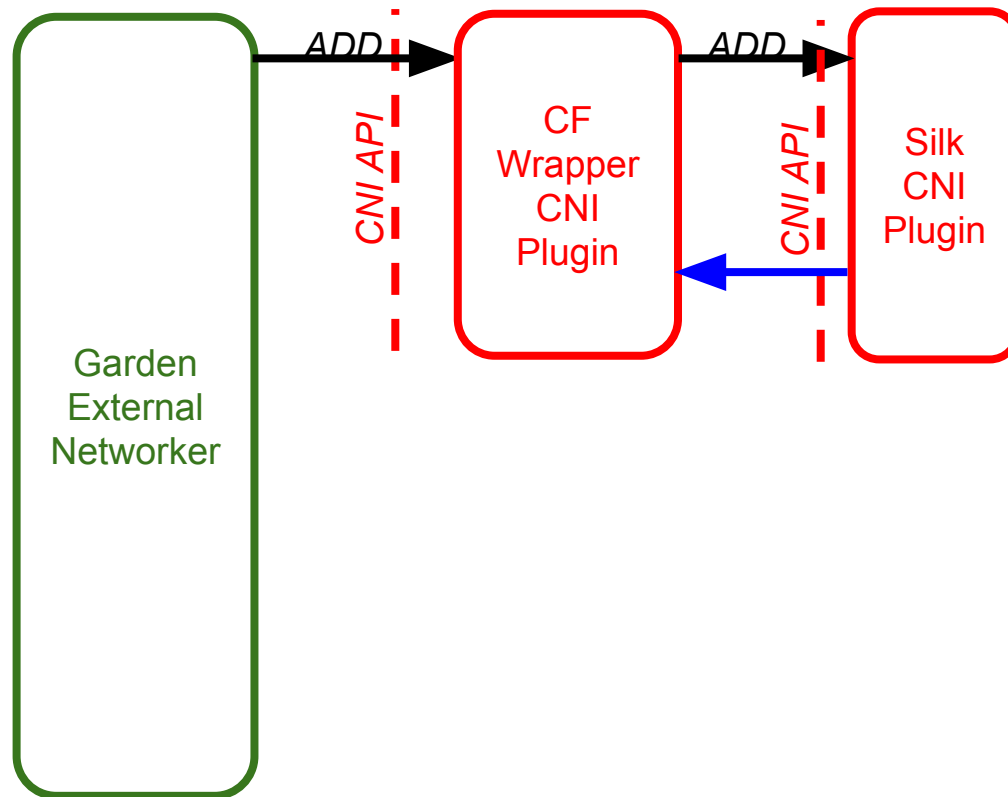 ADD
CNI API
CF
Wrapper
CNI
Plugin
ADD
CNI API
Silk
CNI
Plugin
Garden
External
Networker